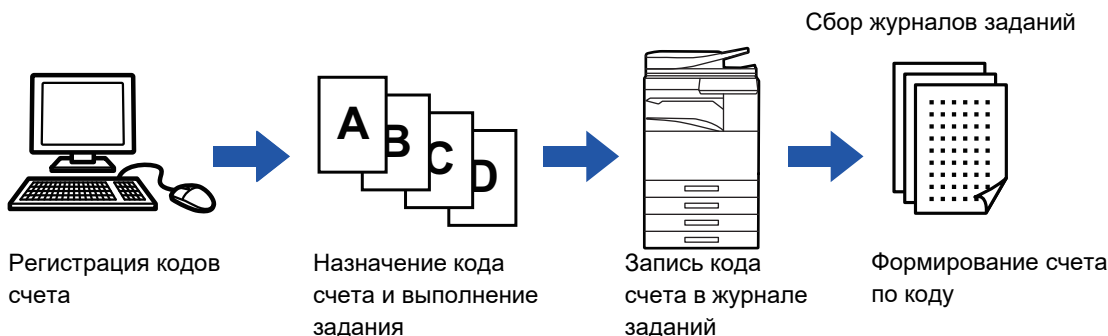 Сбор журналов заданий
A
B
C
D
Регистрация кодов
счета
Назначение кода
счета и выполнение
задания
Запись кода
счета в журнале
заданий
Формирование счета
по коду